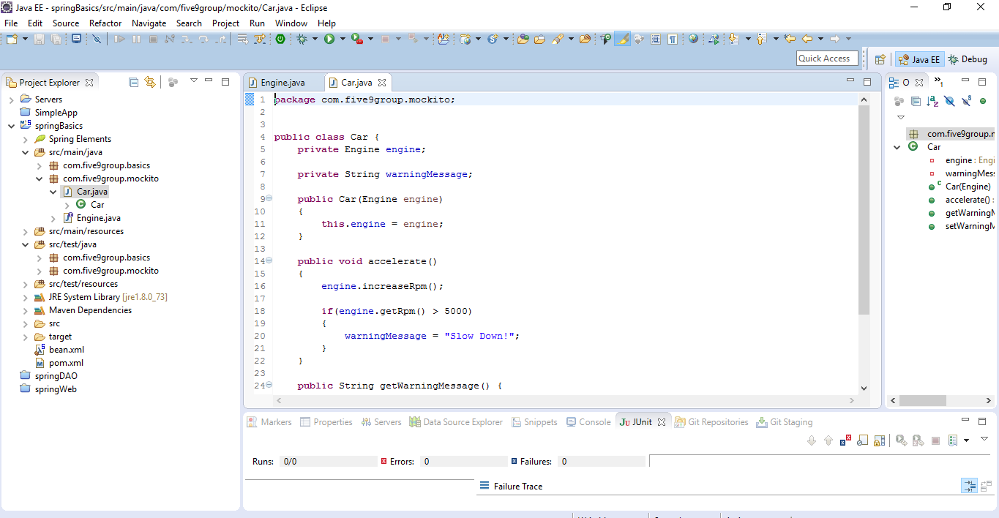 Java EE - springBasics/src/main/java/com/five9group/mockito/Car.java - Eclipse
File Edit Source Refactor Navigate Search Project Run Window Help
Quick Access
Java EE
Debug
Project Explorer
Servers
SimpleApp
springBasics
Spring Elements
src/main/java
com.five9group.basics
com.five9group.mockito
Car.java
Car
Engine.java
src/main/resources
src/test/java
com.five9group.basics
com.five9group.mockito
src/test/resources
JRE System Library [jre1.8.0_73]
Maven Dependencies
src
target
bean.xml
pom.xml
springDAO
springWeb
Engine.java
Car.java
1 package com.five9group.mockito;
2
3
4 public class Car {
5 private Engine engine;
6
7 private String warningMessage;
8
9 public Car(Engine engine)
10 {
11 this.engine = engine;
12 }
13
14 public void accelerate()
15 {
16 engine.increaseRpm();
17
18 if(engine.getRpm() > 5000)
19 {
20 warningMessage = "Slow Down!";
21 }
22 }
23
24 public String getWarningMessage() {
O
1
com.five9group.m
Car
engine : Engi
warningMess
Car(Engine)
accelerate() :
getWarningM
setWarningM
Markers Properties Servers Data Source Explorer Snippets Console JUnit Git Repositories Git Staging
Runs: 0/0 Errors: 0 Failures: 0
Failure Trace